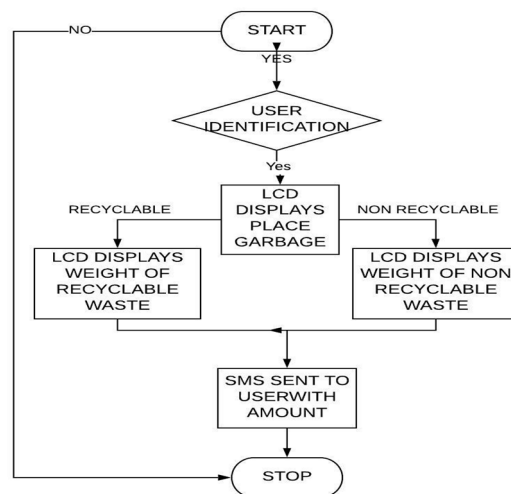 NO
START
YES
USER
IDENTIFICATION
Yes
LCD
DISPLAYS
PLACE
GARBAGE
RECYCLABLE
NON RECYCLABLE
LCD DISPLAYS
WEIGHT OF
RECYCLABLE
WASTE
LCD DISPLAYS
WEIGHT OF NON
RECYCLABLE
WASTE
SMS SENT TO
USERWITH
AMOUNT
STOP